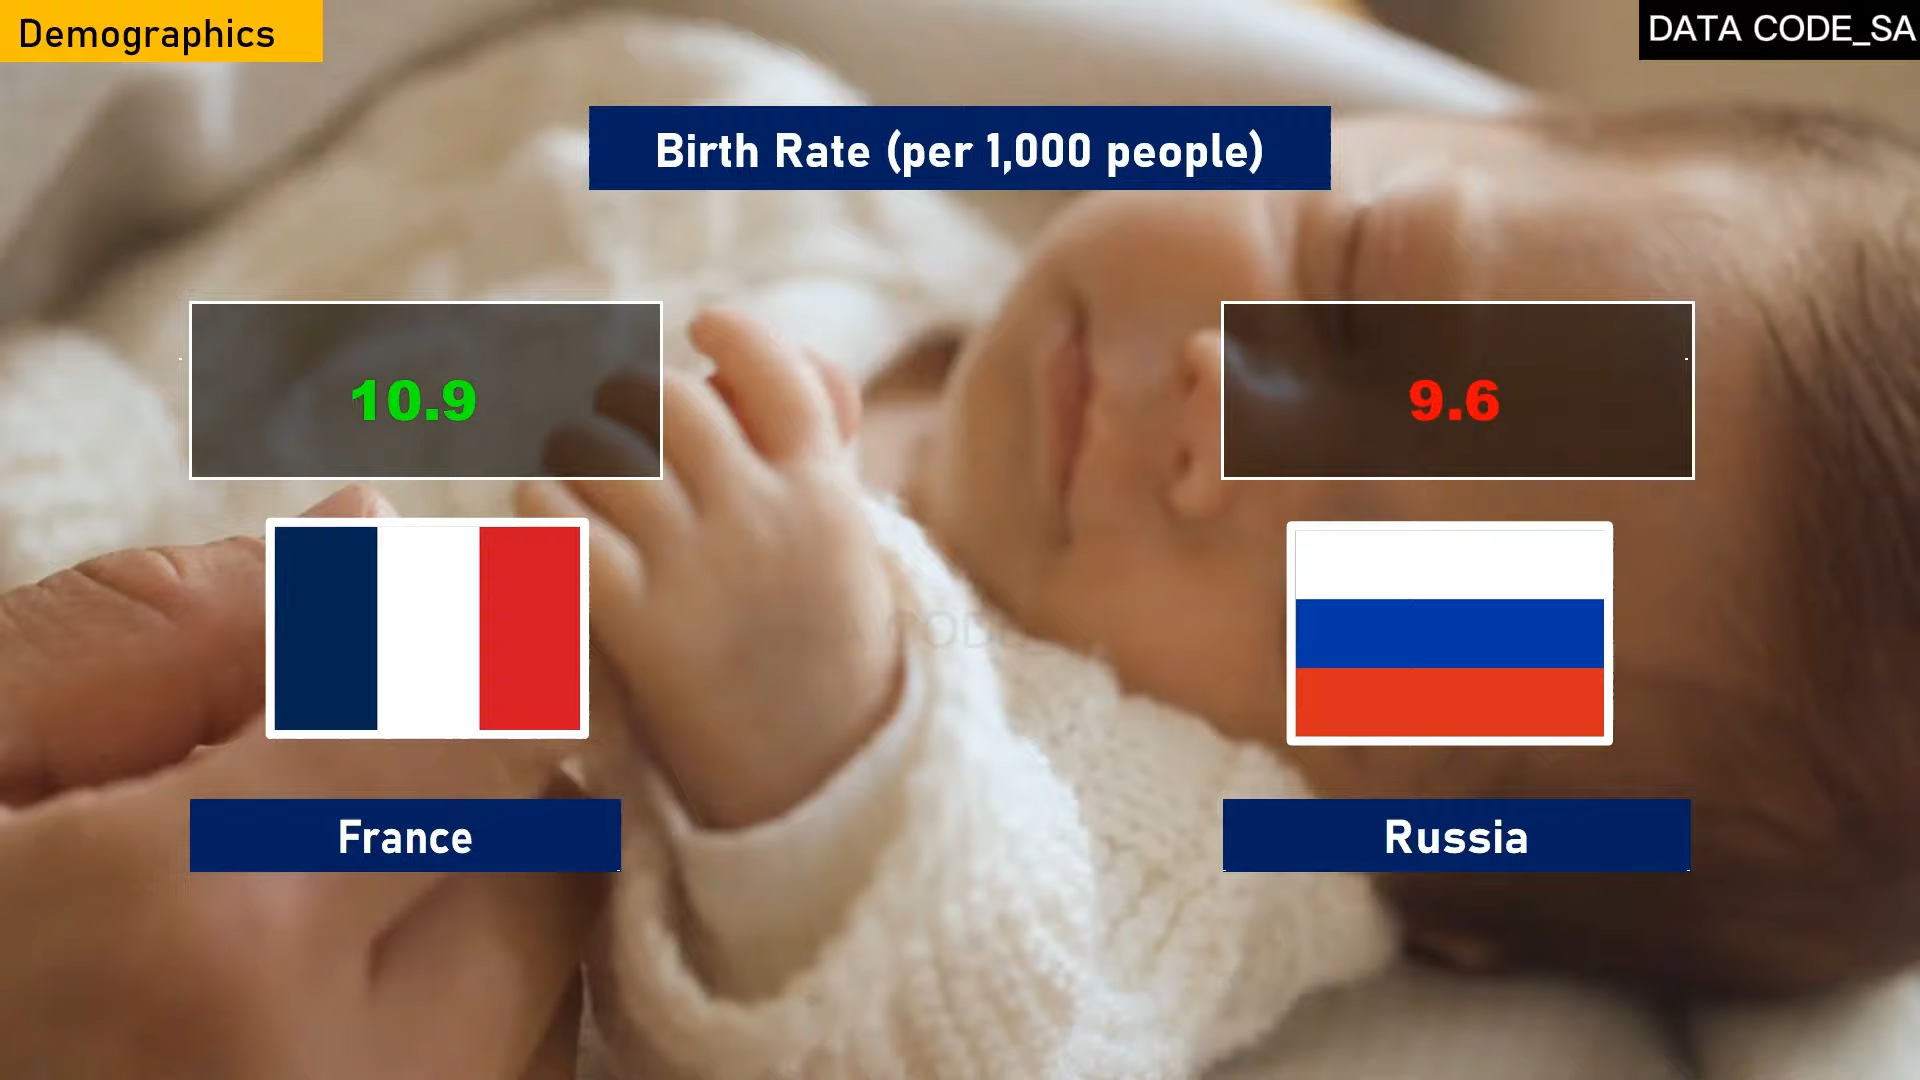 Demographics
DATA CODE_SA
Birth Rate (per 1,000 people)
10.9
9.6
France
Russia